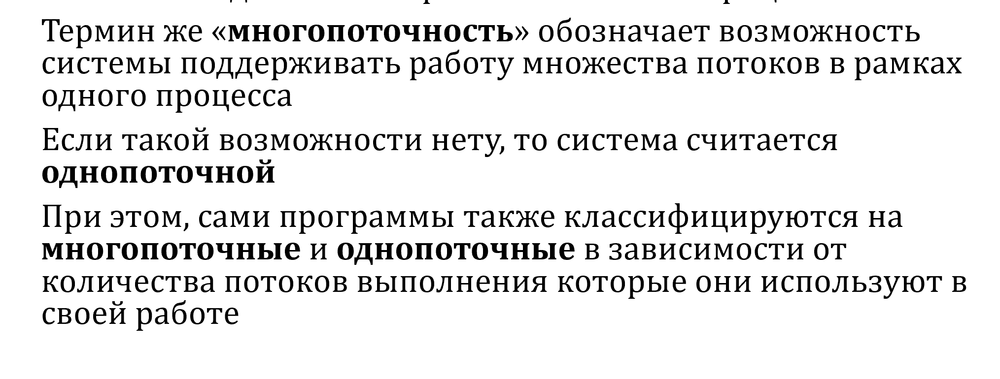 Термин же «многопоточность» обозначает возможность
системы поддерживать работу множества потоков в рамках
одного процесса
Если такой возможности нету, то система считается
однопоточной
При этом, сами программы также классифицируются на
многопоточные и однопоточные в зависимости от
количества потоков выполнения которые они используют в
своей работе